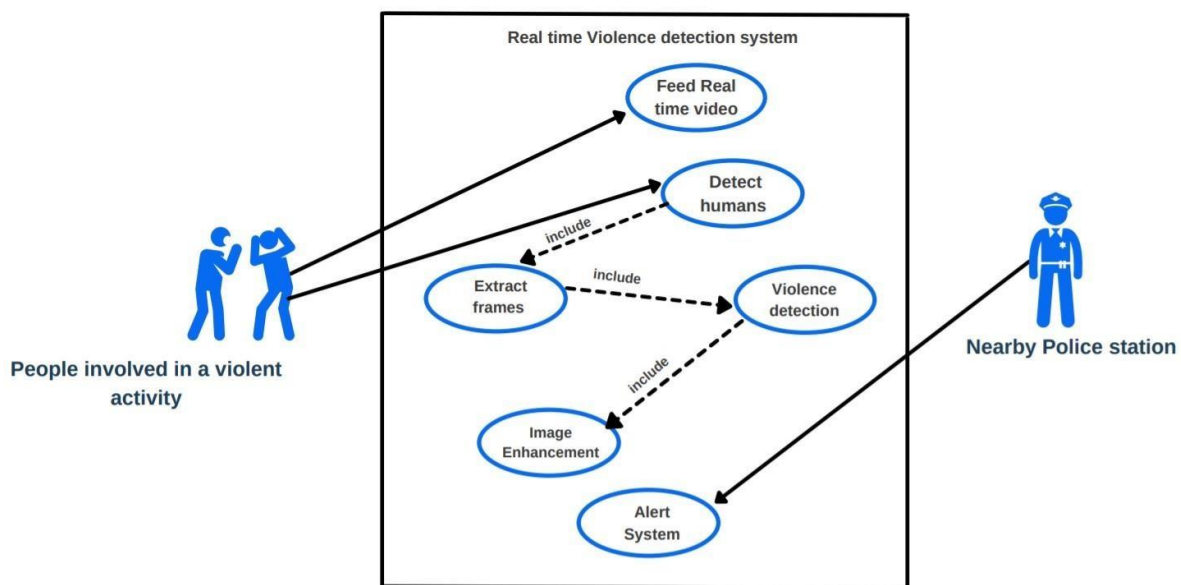 Real time Violence detection system
Feed Real
time video
Detect
humans
include
Extract
frames
include
Violence
detection
include
Image
Enhancement
Alert
System
People involved in a violent
activity
Nearby Police station